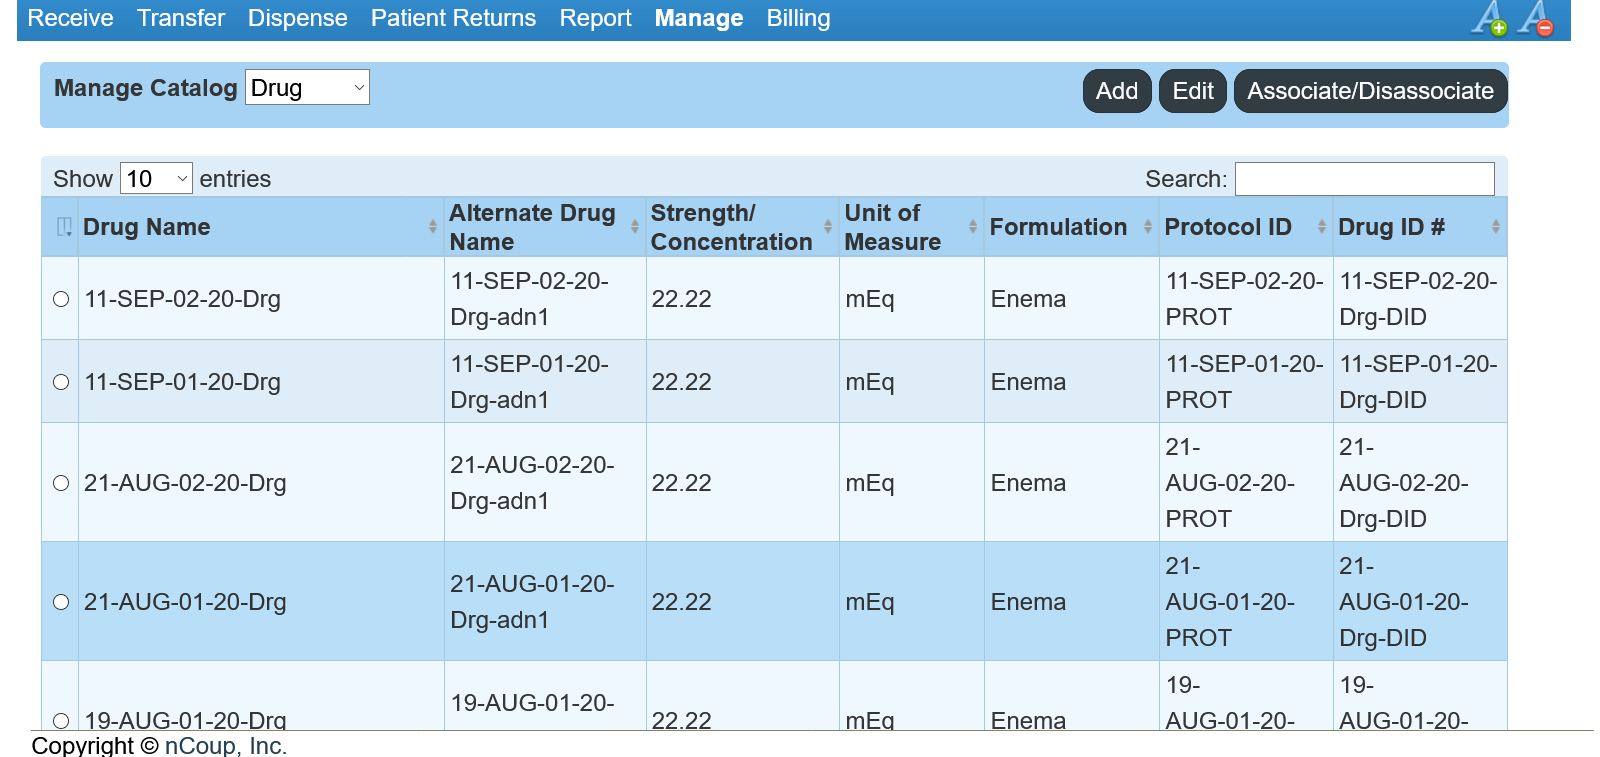 Receive Transfer Dispense Patient Returns Report Manage Billing
Manage Catalog Drug Add Edit Associate/Disassociate
Show 10 entries Search:
Drug Name Alternate Drug Name Strength/Concentration Unit of Measure Formulation Protocol ID Drug ID #
11-SEP-02-20-Drg 11-SEP-02-20-Drg-adn1 22.22 mEq Enema 11-SEP-02-20-PROT 11-SEP-02-20-Drg-DID
11-SEP-01-20-Drg 11-SEP-01-20-Drg-adn1 22.22 mEq Enema 11-SEP-01-20-PROT 11-SEP-01-20-Drg-DID
21-AUG-02-20-Drg 21-AUG-02-20-Drg-adn1 22.22 mEq Enema 21-AUG-02-20-PROT 21-AUG-02-20-Drg-DID
21-AUG-01-20-Drg 21-AUG-01-20-Drg-adn1 22.22 mEq Enema 21-AUG-01-20-PROT 21-AUG-01-20-Drg-DID
19-AUG-01-20-Drg 19-AUG-01-20- 22.22 mEq Enema 19-AUG-01-20- 19-AUG-01-20-
Copyright © nCoup, Inc.